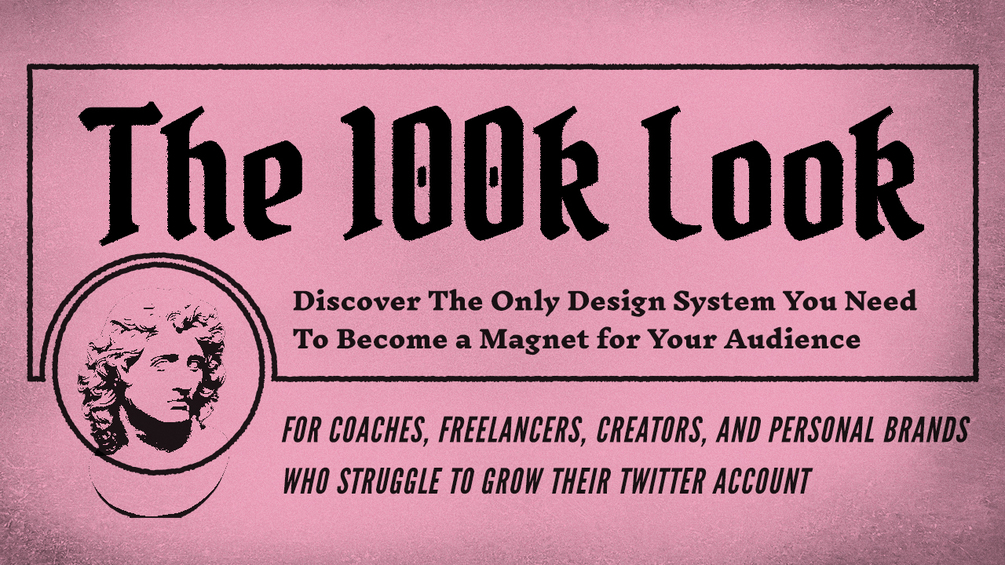 The 100k Look
Discover The Only Design System You Need
To Become a Magnet for Your Audience
FOR COACHES, FREELANCERS, CREATORS, AND PERSONAL BRANDS
WHO STRUGGLE TO GROW THEIR TWITTER ACCOUNT